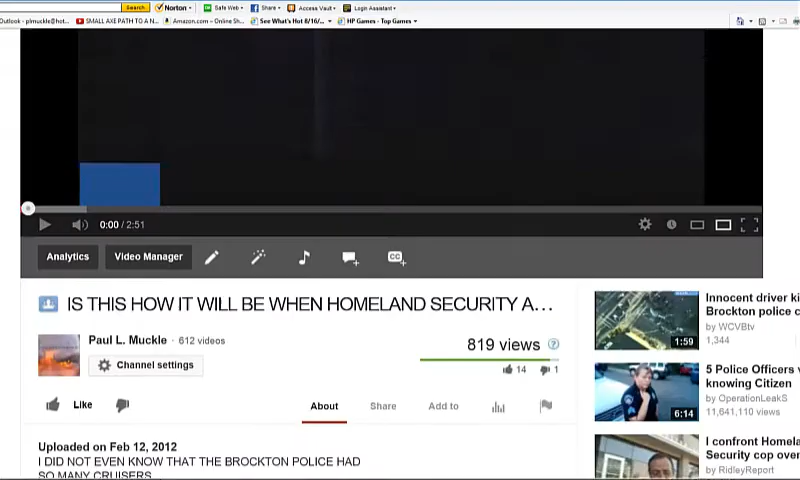 Search
Norton
Safe Web
Share
Access Vault
Login Assistant
Outlook - plmuckle@hot...
SMALL AXE PATH TO A N...
Amazon.com – Online Sh...
See What's Hot 8/16/...
HP Games - Top Games
0:00 / 2:51
Analytics
Video Manager
CC
IS THIS HOW IT WILL BE WHEN HOMELAND SECURITY A...
Paul L. Muckle · 612 videos
Channel settings
819 views
14
1
Like
About
Share
Add to
Uploaded on Feb 12, 2012
I DID NOT EVEN KNOW THAT THE BROCKTON POLICE HAD
SO MANY CRUISERS
Innocent driver ki
Brockton police c
by WCVBtv
1,344
1:59
5 Police Officers v
knowing Citizen
by OperationLeakS
11,641,110 views
6:14
I confront Homela
Security cop over
by RidleyReport